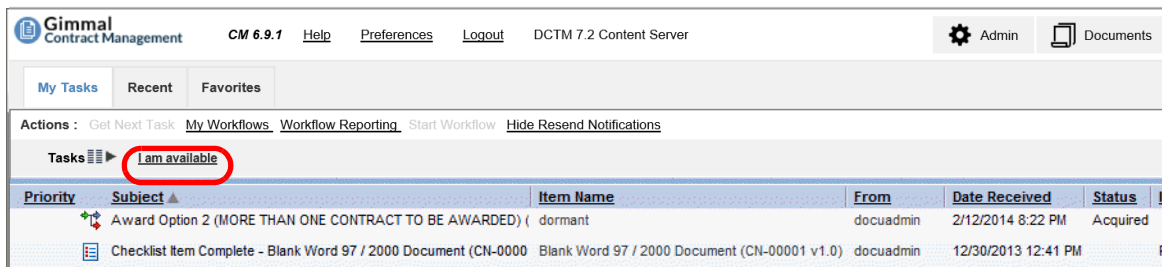 Gimmal
Contract Management CM 6.9.1 Help Preferences Logout DCTM 7.2 Content Server Admin Documents
My Tasks Recent Favorites
Actions : Get Next Task My Workflows Workflow Reporting Start Workflow Hide Resend Notifications
Tasks I am available
Priority Subject Item Name From Date Received Status
Award Option 2 (MORE THAN ONE CONTRACT TO BE AWARDED) ( dormant docuadmin 2/12/2014 8:22 PM Acquired
Checklist Item Complete - Blank Word 97 / 2000 Document (CN-0000 Blank Word 97 / 2000 Document (CN-00001 v1.0) docuadmin 12/30/2013 12:41 PM